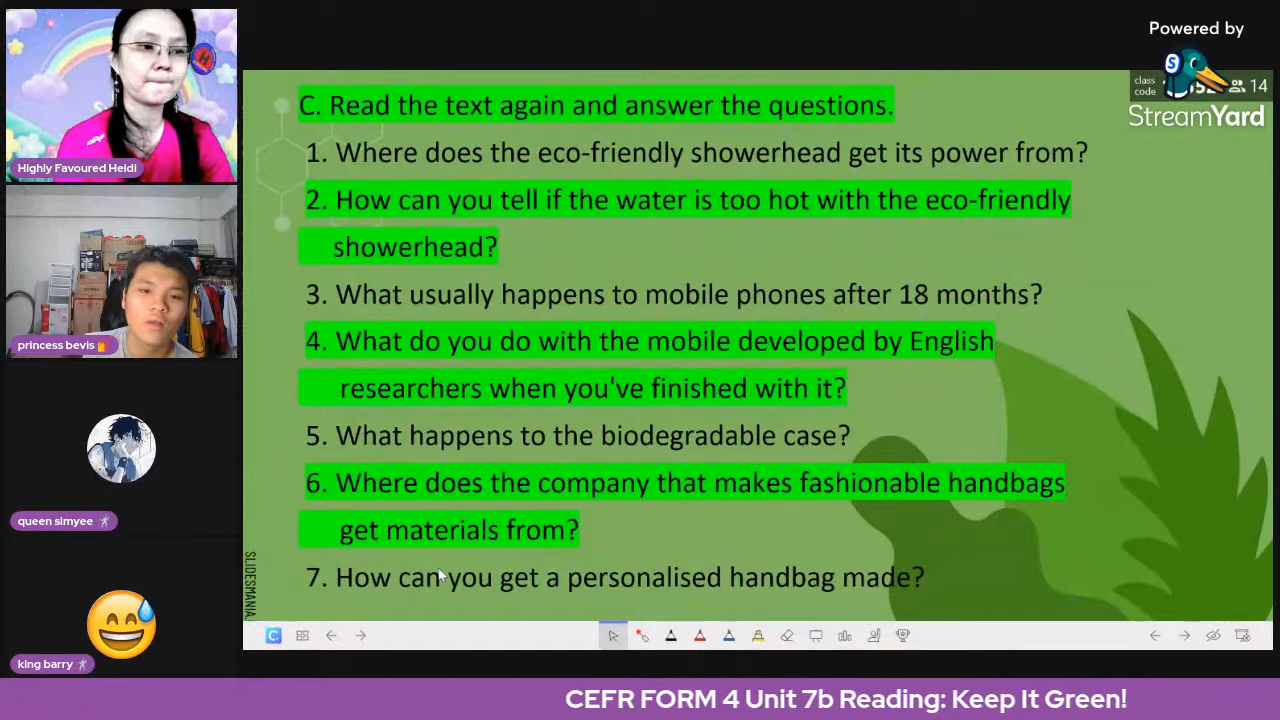 Powered by
class
code
14
StreamYard
Highly Favoured Heidi
princess bevis
queen simyee
king barry
C. Read the text again and answer the questions.
1. Where does the eco-friendly showerhead get its power from?
2. How can you tell if the water is too hot with the eco-friendly
showerhead?
3. What usually happens to mobile phones after 18 months?
4. What do you do with the mobile developed by English
researchers when you've finished with it?
5. What happens to the biodegradable case?
6. Where does the company that makes fashionable handbags
get materials from?
7. How can you get a personalised handbag made?
SLIDESMANIA
CEFR FORM 4 Unit 7b Reading: Keep It Green!